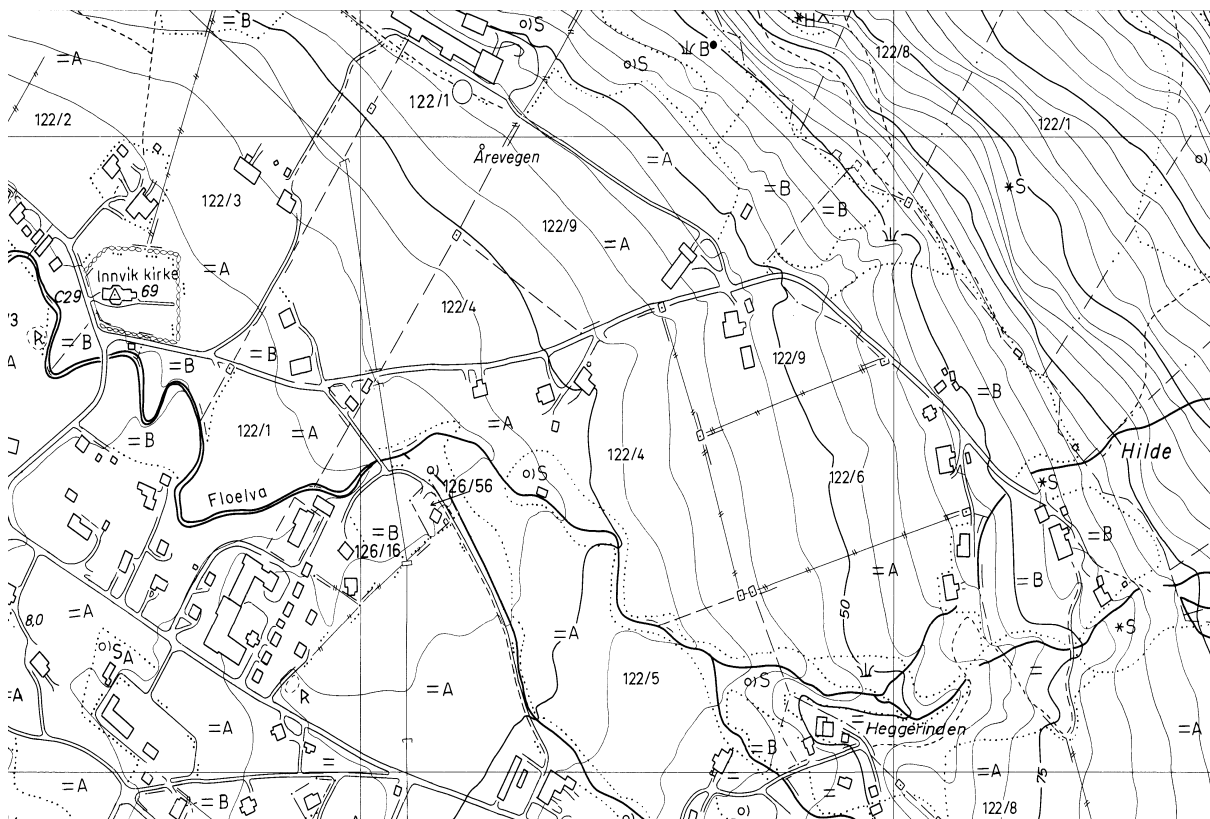 =B
S
*H
S
B
122/8
=A
122/1
122/2
122/1
Årevegen
=A
=B
*S
122/3
=B
122/9
=A
=A
Innvik kirke
C29 69
122/4
/3
R
=B
=B
=B
122/9
=B
A
=B
122/1
=A
=A
122/4
122/6
Hilde
S
*S
Floelva
126/56
=B
=B
126/16
=A
=B
50
=A
=A
8,0
*S
S
A
122/5
=
=A
S
=A
R
=A
=
Heggerinden
=A
=B
=
=A
=A
=
75
=B
=
122/8